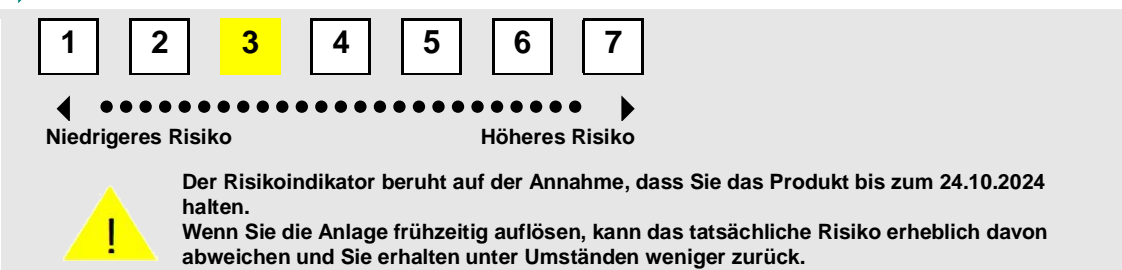 1 2 3 4 5 6 7
Niedrigeres Risiko Höheres Risiko
Der Risikoindikator beruht auf der Annahme, dass Sie das Produkt bis zum 24.10.2024
halten.
Wenn Sie die Anlage frühzeitig auflösen, kann das tatsächliche Risiko erheblich davon
abweichen und Sie erhalten unter Umständen weniger zurück.